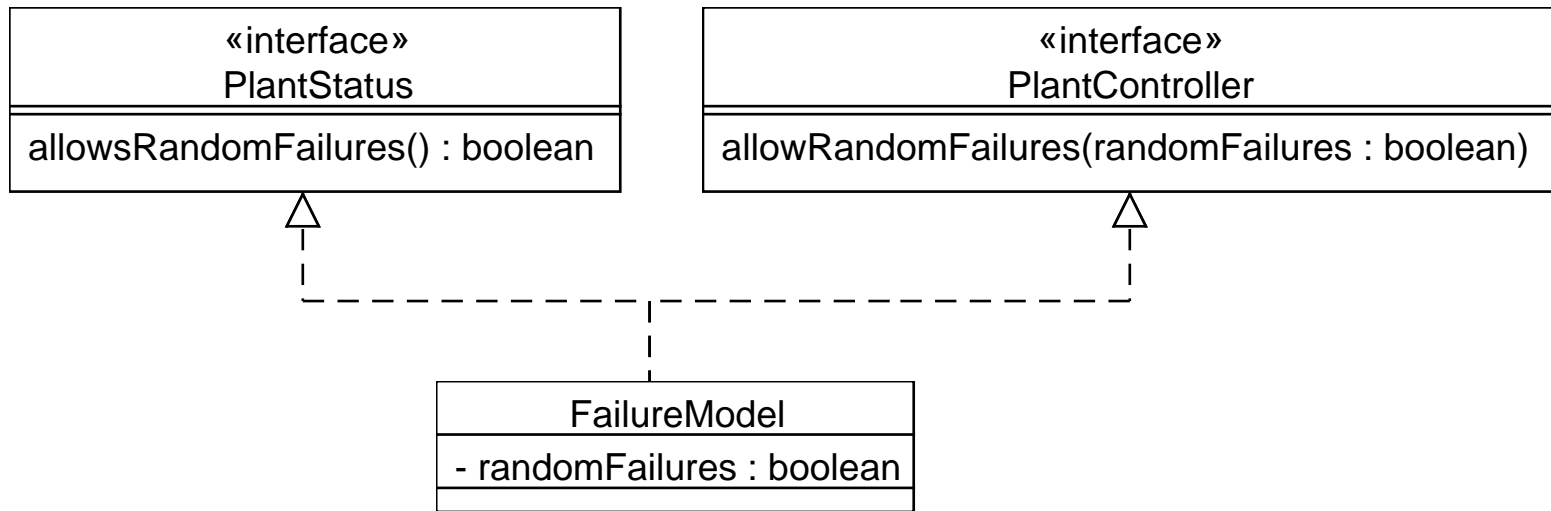 «interface»
PlantStatus
allowsRandomFailures() : boolean
«interface»
PlantController
allowRandomFailures(randomFailures : boolean)
FailureModel
- randomFailures : boolean